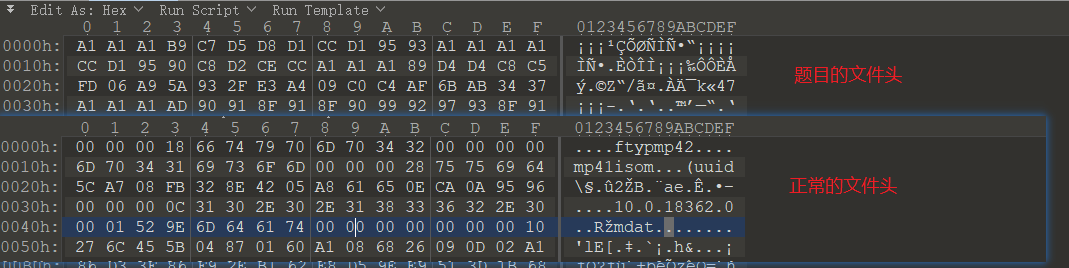 Edit As: Hex Run Script Run Template
0 1 2 3 4 5 6 7 8 9 A B C D E F 0123456789ABCDEF
0000h: A1 A1 A1 B9 C7 D5 D8 D1 CC D1 95 93 A1 A1 A1 A1 ¡¡¡¹ÇÕØÑÌÑ•“¡¡¡¡
0010h: CC D1 95 90 C8 D2 CE CC A1 A1 A1 89 D4 D4 C8 C5 ÌÑ•.ÈÒÎÌ¡¡¡‰ÔÔÈÅ
0020h: FD 06 A9 5A 93 2F E3 A4 09 C0 C4 AF 6B AB 34 37 ý.©Z“/ã¤.ÀÄ¯k«47
0030h: A1 A1 A1 AD 90 91 8F 91 8F 90 99 92 97 93 8F 91 ¡¡¡-.‘.‘..™’—“.‘
题目的文件头
0 1 2 3 4 5 6 7 8 9 A B C D E F 0123456789ABCDEF
0000h: 00 00 00 18 66 74 79 70 6D 70 34 32 00 00 00 00 ....ftypmp42....
0010h: 6D 70 34 31 69 73 6F 6D 00 00 00 28 75 75 69 64 mp41isom...(uuid
0020h: 5C A7 08 FB 32 8E 42 05 A8 61 65 0E CA 0A 95 96 \§.û2ŽB.¨ae.Ê.•–
0030h: 00 00 00 0C 31 30 2E 30 2E 31 38 33 36 32 2E 30 ....10.0.18362.0
0040h: 00 01 52 9E 6D 64 61 74 00 00 00 00 00 00 00 10 ..Ržmdat........
0050h: 27 6C 45 5B 04 87 01 60 A1 08 68 26 09 0D 02 A1 'lE[.‡.`¡.h&...¡
正常的文件头